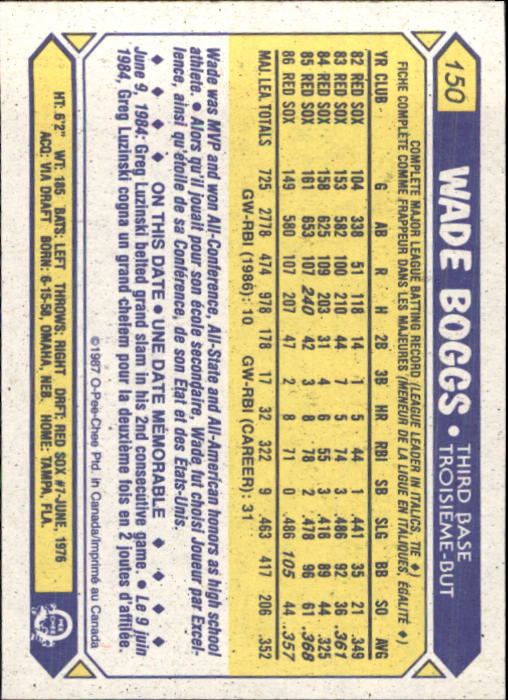 150
WADE BOGGS • THIRD BASE
TROISIEME-BUT
COMPLETE MAJOR LEAGUE BATTING RECORD (LEAGUE LEADER IN ITALICS, TIE ♦)
FICHE COMPLÈTE COMME FRAPPEUR DANS LES MAJEURES (MENEUR DE LA LIGUE EN ITALIQUES, ÉGALITÉ ♦)
YR CLUB G AB R H 2B 3B HR RBI SB SLG BB SO AVG
82 RED SOX 104 338 51 118 14 1 5 44 1 .441 35 21 .349
83 RED SOX 153 582 100 210 44 7 5 74 3 .486 92 36 .361
84 RED SOX 158 625 109 203 31 4 6 55 3 .416 89 44 .325
85 RED SOX 161 653 107 240 42 3 8 78 2 .478 96 61 .368
86 RED SOX 149 580 107 207 47 2 8 71 0 .486 105 44 .357
MAJ. LEA. TOTALS 725 2778 474 978 178 17 32 322 9 .463 417 206 .352
GW-RBI (1986): 10 GW-RBI (CAREER): 31
Wade was MVP and won All-Conference, All-State and All-American honors as high school
athlete. • Alors qu'il jouait pour son école secondaire, Wade fut choisi Joueur par Excel-
lence, ainsi qu'étoile de sa Conférence, de son État et des États-Unis.
♦ ♦ ♦ ♦ ON THIS DATE • UNE DATE MÉMORABLE ♦ ♦ ♦ ♦
June 9, 1984: Greg Luzinski belted grand slam in his 2nd consecutive game. • Le 9 juin
1984, Greg Luzinski cogna un grand chelem pour la deuxième fois en 2 joutes d'affilée.
©1987 O-Pee-Chee Ptd. in Canada/Imprimé au Canada
HT: 6'2" WT: 185 BATS: LEFT THROWS: RIGHT DRFT: RED SOX #7-JUNE, 1976
ACQ: VIA DRAFT BORN: 6-15-58, OMAHA, NEB. HOME: TAMPA, FLA.
O
PEE
CHEE